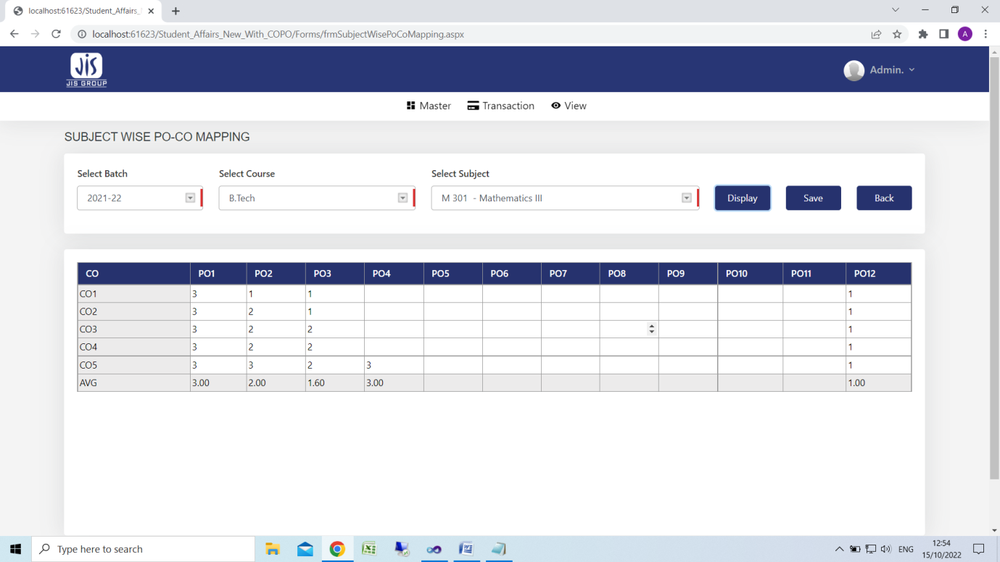 localhost:61623/Student_Affairs_
localhost:61623/Student_Affairs_New_With_COPO/Forms/frmSubjectWisePoCoMapping.aspx
A
JIS
JIS GROUP
Admin.
Master Transaction View
SUBJECT WISE PO-CO MAPPING
Select Batch Select Course Select Subject
2021-22 B.Tech M 301 - Mathematics III Display Save Back
CO PO1 PO2 PO3 PO4 PO5 PO6 PO7 PO8 PO9 PO10 PO11 PO12
CO1 3 1 1 1
CO2 3 2 1 1
CO3 3 2 2 1
CO4 3 2 2 1
CO5 3 3 2 3 1
AVG 3.00 2.00 1.60 3.00 1.00
Type here to search
ENG
12:54
15/10/2022